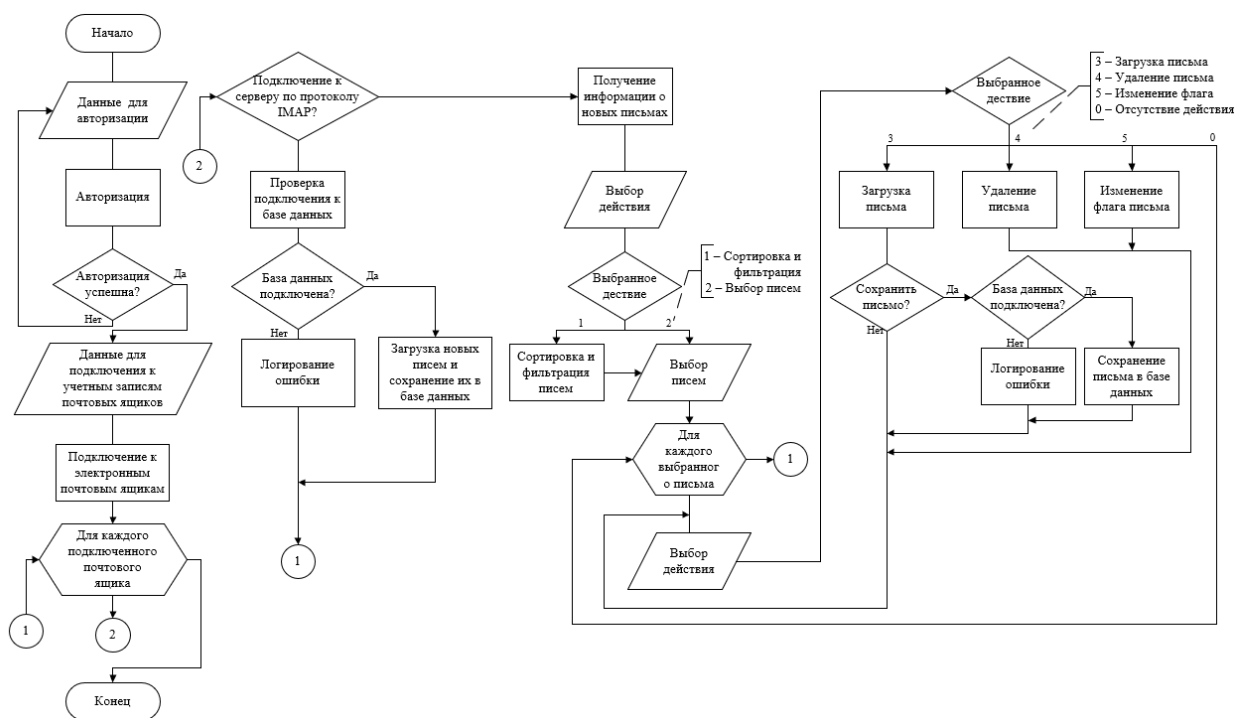 Начало
Данные для
авторизации
Авторизация
Авторизация
успешна?
Да
Нет
Данные для
подключения к
учетным записям
почтовых ящиков
Подключение к
электронным
почтовым ящикам
Для каждого
подключенного
почтового
ящика
1
2
Конец
Подключение к
серверу по протоколу
IMAP?
2
Проверка
подключения к
базе данных
База данных
подключена?
Да
Нет
Логирование
ошибки
Загрузка новых
писем и
сохранение их в
базе данных
1
Получение
информации о
новых письмах
Выбор
действия
Выбранное
дествие
1 – Сортировка и
фильтрация
2 – Выбор писем
1
2
Сортировка и
фильтрация
писем
Выбор
писем
Для
каждого
выбранног
о письма
1
Выбор
действия
Выбранное
дествие
3 – Загрузка письма
4 – Удаление письма
5 – Изменение флага
0 – Отсутствие действия
3
4
5
0
Загрузка
письма
Удаление
письма
Изменение
флага письма
Сохранить
письмо?
Да
Нет
База данных
подключена?
Да
Нет
Логирование
ошибки
Сохранение
письма в базе
данных